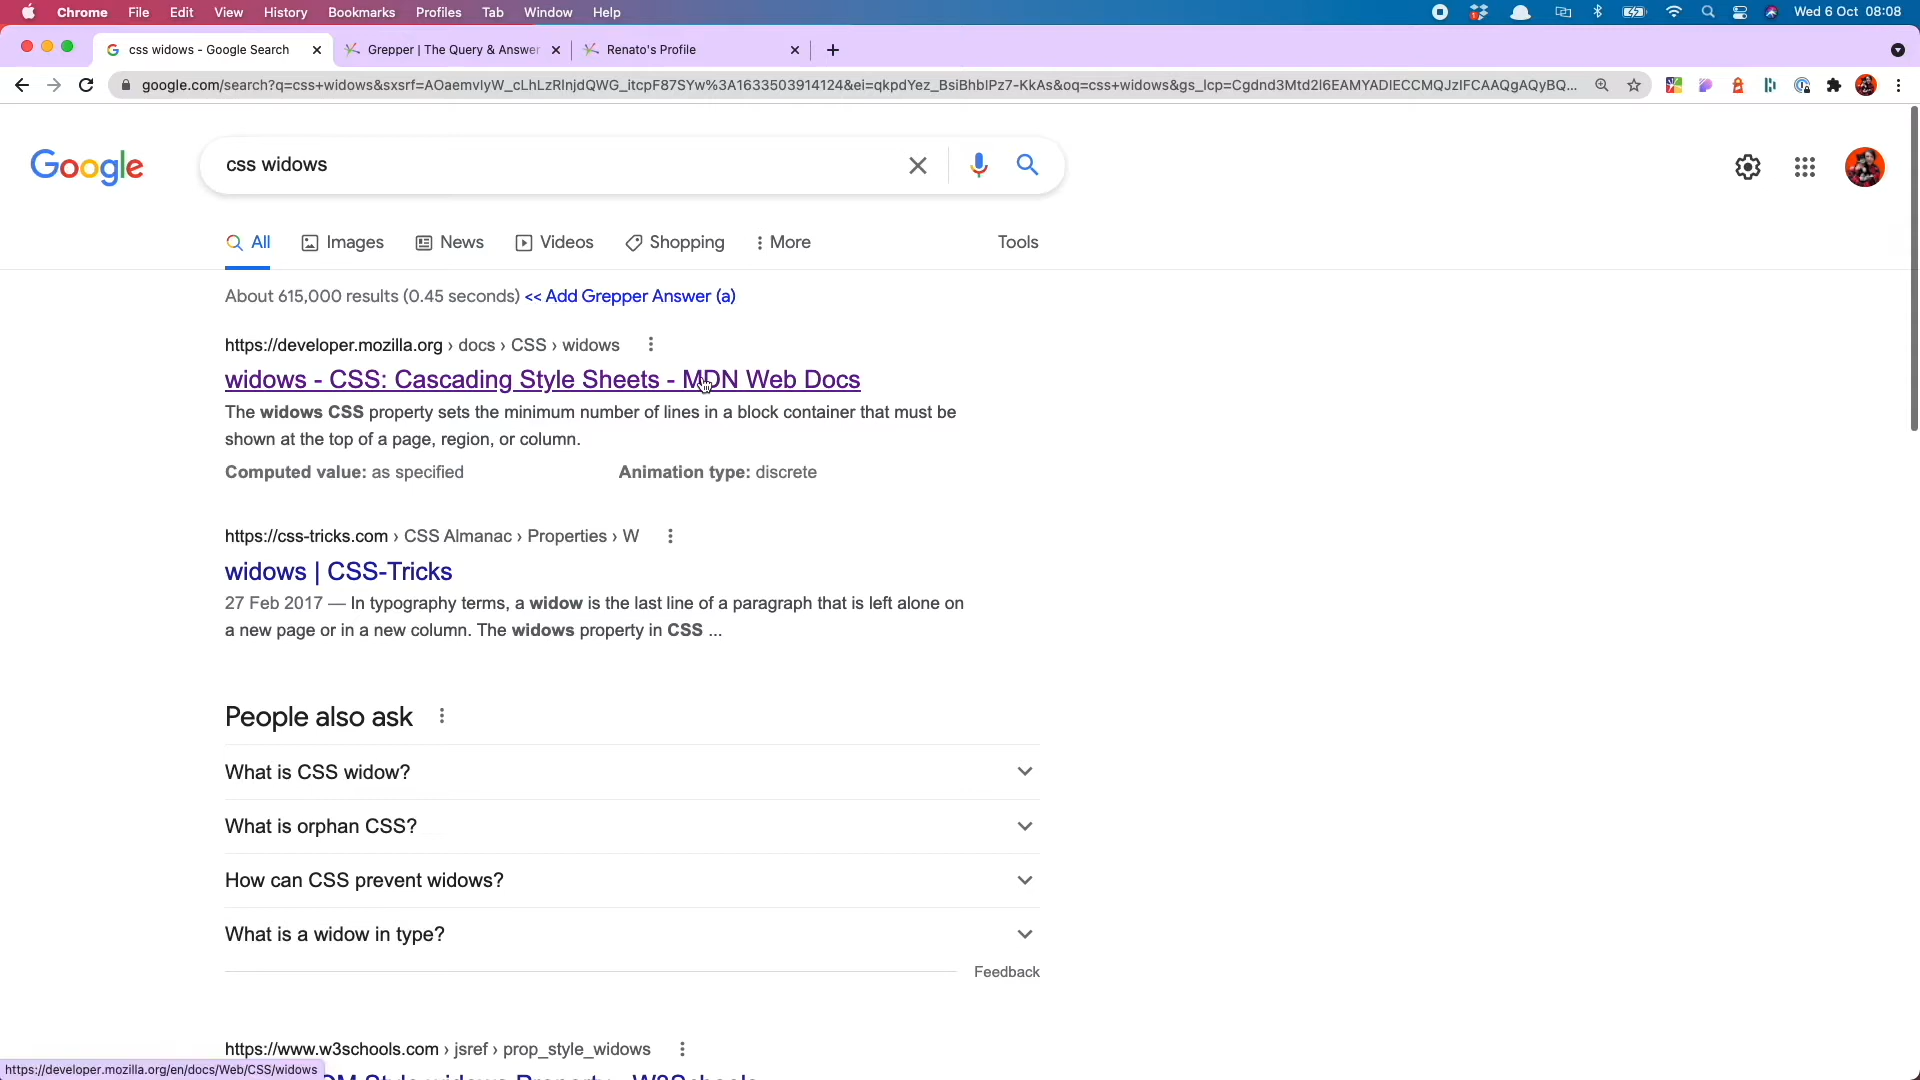 Chrome File Edit View History Bookmarks Profiles Tab Window Help Wed 6 Oct 08:08
css widows - Google Search Grepper | The Query & Answer Renato's Profile
google.com/search?q=css+widows&sxsrf=AOaemvIyW_cLhLzRInjdQWG_itcpF87SYw%3A1633503914124&ei=qkpdYez_BsiBhbIPz7-KkAs&oq=css+widows&gs_lcp=Cgdnd3Mtd2l6EAMYADIECCMQJzIFCAAQgAQyBQ...
Google
css widows
All Images News Videos Shopping More Tools
About 615,000 results (0.45 seconds) << Add Grepper Answer (a)
https://developer.mozilla.org › docs › CSS › widows
widows - CSS: Cascading Style Sheets - MDN Web Docs
The widows CSS property sets the minimum number of lines in a block container that must be
shown at the top of a page, region, or column.
Computed value: as specified Animation type: discrete
https://css-tricks.com › CSS Almanac › Properties › W
widows | CSS-Tricks
27 Feb 2017 — In typography terms, a widow is the last line of a paragraph that is left alone on
a new page or in a new column. The widows property in CSS ...
People also ask
What is CSS widow?
What is orphan CSS?
How can CSS prevent widows?
What is a widow in type?
Feedback
https://www.w3schools.com › jsref › prop_style_widows
OM Style widows Property - W3Schools
https://developer.mozilla.org/en/docs/Web/CSS/widows